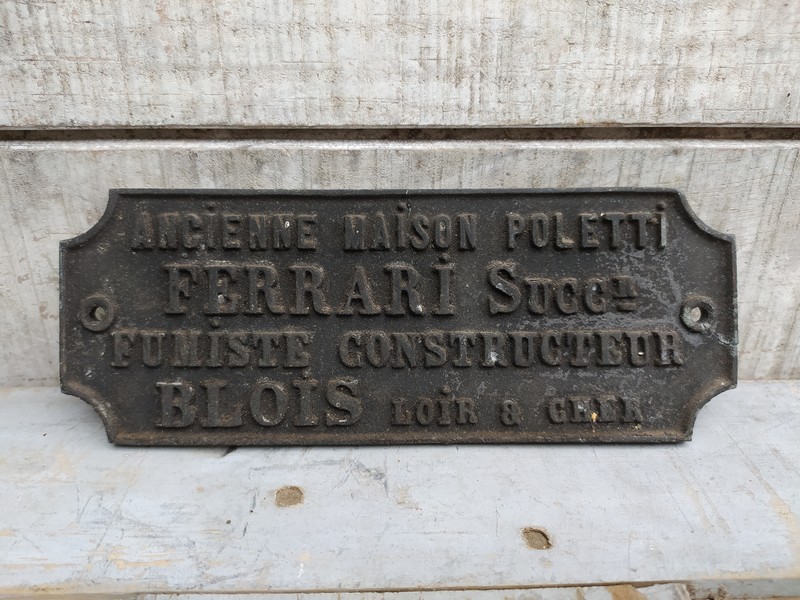 ANCiENNE MAiSON POLETTi
FERRARi SUCCR
FUMiSTE CONSTRUCTEUR
BLOiS LOiR & CHER